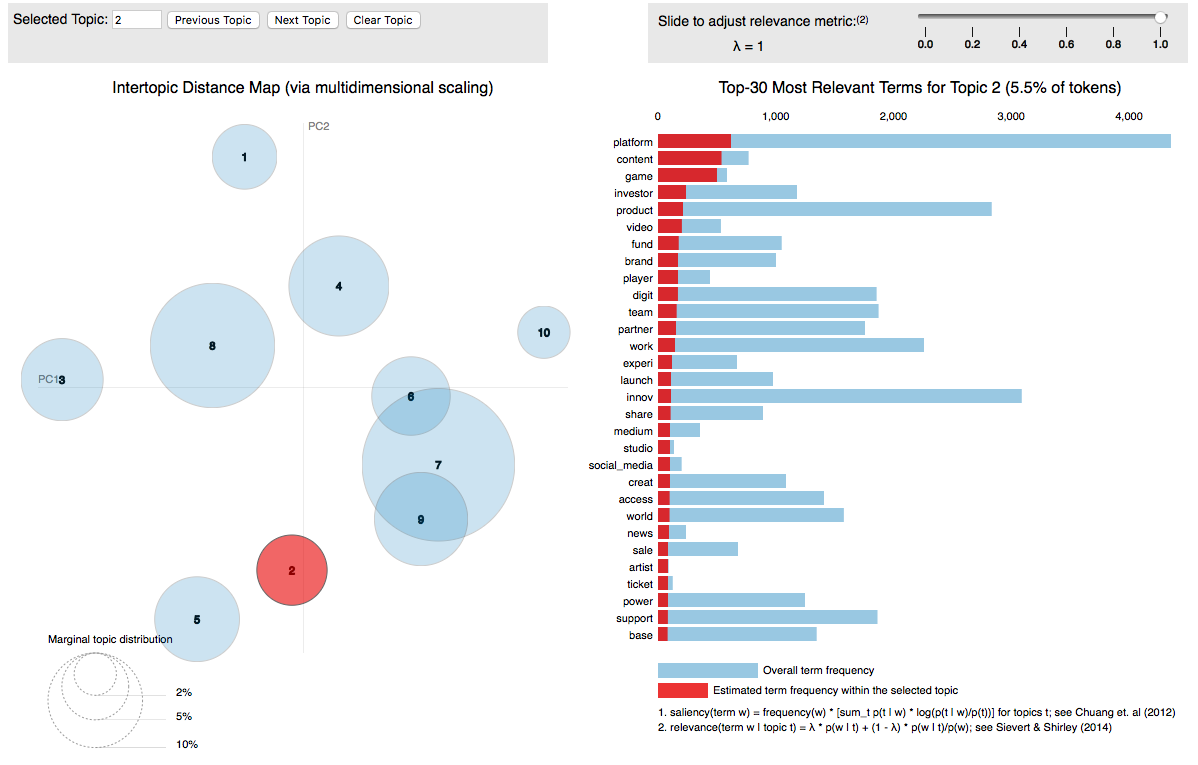 Selected Topic: 2 Previous Topic Next Topic Clear Topic
Slide to adjust relevance metric:(2)
λ = 1
0.0 0.2 0.4 0.6 0.8 1.0
Intertopic Distance Map (via multidimensional scaling)
PC2
1
4
10
8
PC1
3
6
7
9
2
5
Marginal topic distribution
2%
5%
10%
Top-30 Most Relevant Terms for Topic 2 (5.5% of tokens)
0 1,000 2,000 3,000 4,000
platform
content
game
investor
product
video
fund
brand
player
digit
team
partner
work
experi
launch
innov
share
medium
studio
social_media
creat
access
world
news
sale
artist
ticket
power
support
base
Overall term frequency
Estimated term frequency within the selected topic
1. saliency(term w) = frequency(w) * [sum_t p(t | w) * log(p(t | w)/p(t))] for topics t; see Chuang et. al (2012)
2. relevance(term w | topic t) = λ * p(w | t) + (1 - λ) * p(w | t)/p(w); see Sievert & Shirley (2014)